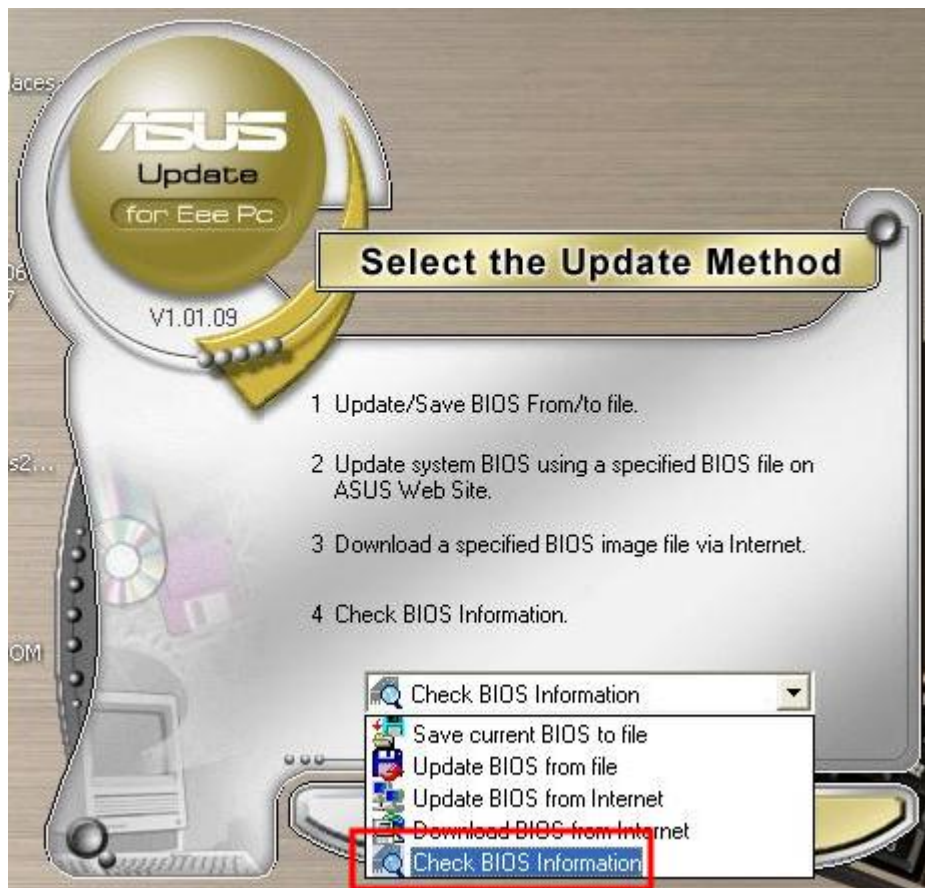 aces
ASUS
Update
for Eee Pc
V1.01.09
Select the Update Method
1 Update/Save BIOS From/to file.
2 Update system BIOS using a specified BIOS file on
ASUS Web Site.
s2...
3 Download a specified BIOS image file via Internet.
4 Check BIOS Information.
OM
Check BIOS Information
Save current BIOS to file
Update BIOS from file
Update BIOS from Internet
Download BIOS from Internet
Check BIOS Information